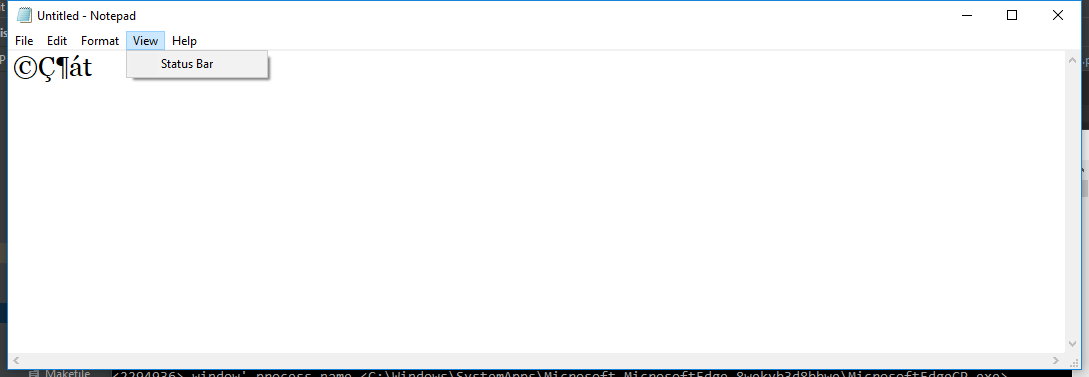 Untitled - Notepad
File Edit Format View Help
Status Bar
©Ç¶át
Makefile
<2294936> window' process name <C:\Windows\SystemApps\Microsoft.MicrosoftEdge_8wekyb3d8bbwe\MicrosoftEdgeCP.exe>